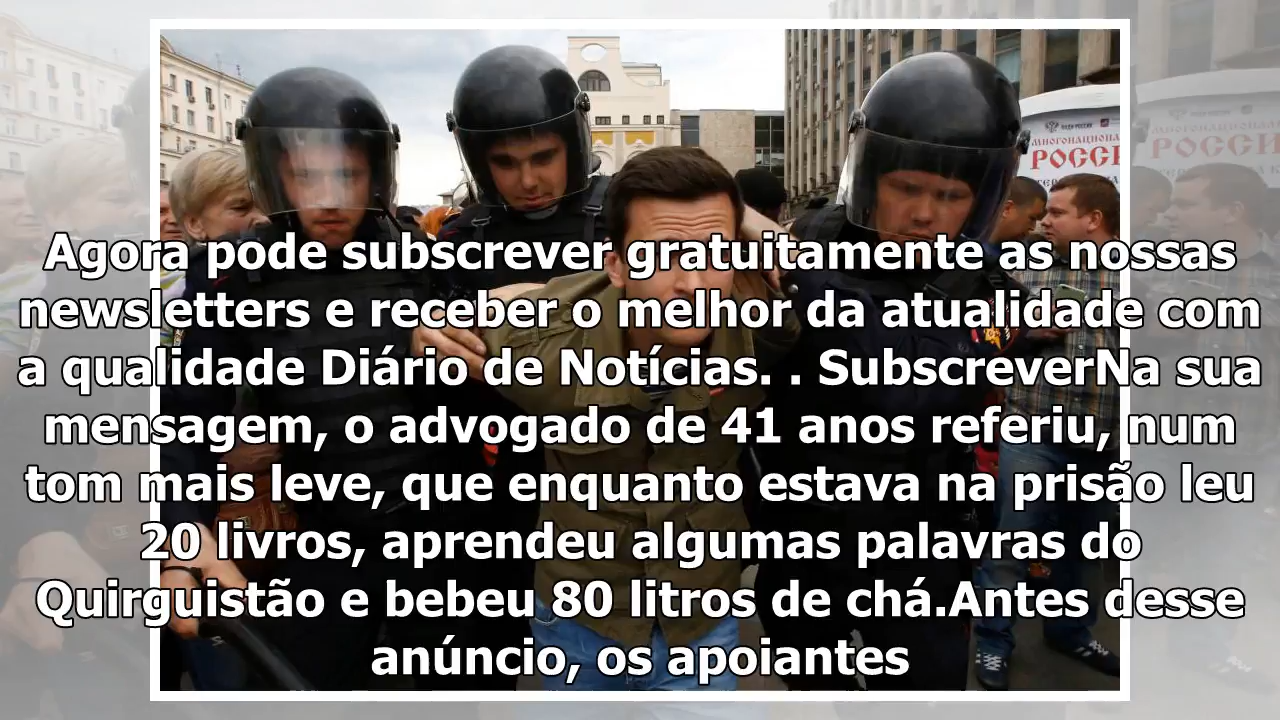 Agora pode subscrever gratuitamente as nossas
newsletters e receber o melhor da atualidade com
a qualidade Diário de Notícias. . SubscreverNa sua
mensagem, o advogado de 41 anos referiu, num
tom mais leve, que enquanto estava na prisão leu
20 livros, aprendeu algumas palavras do
Quirguistão e bebeu 80 litros de chá.Antes desse
anúncio, os apoiantes
МНОГОНАЦИОНА
РОССИ